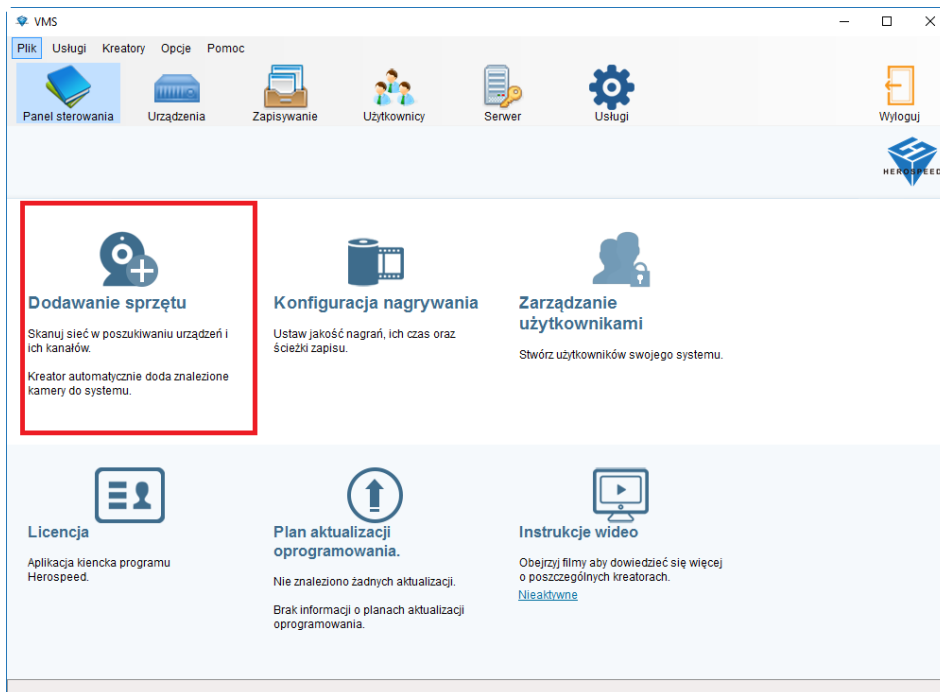 VMS
Plik Usługi Kreatory Opcje Pomoc
Panel sterowania Urządzenia Zapisywanie Użytkownicy Serwer Usługi Wyloguj
HEROSPEED
Dodawanie sprzętu
Skanuj sieć w poszukiwaniu urządzeń i
ich kanałów.
Kreator automatycznie doda znalezione
kamery do systemu.
Konfiguracja nagrywania
Ustaw jakość nagrań, ich czas oraz
ścieżki zapisu.
Zarządzanie
użytkownikami
Stwórz użytkowników swojego systemu.
Licencja
Aplikacja kiencka programu
Herospeed.
Plan aktualizacji
oprogramowania.
Nie znaleziono żadnych aktualizacji.
Brak informacji o planach aktualizacji
oprogramowania.
Instrukcje wideo
Obejrzyj filmy aby dowiedzieć się więcej
o poszczególnych kreatorach.
Nieaktywne